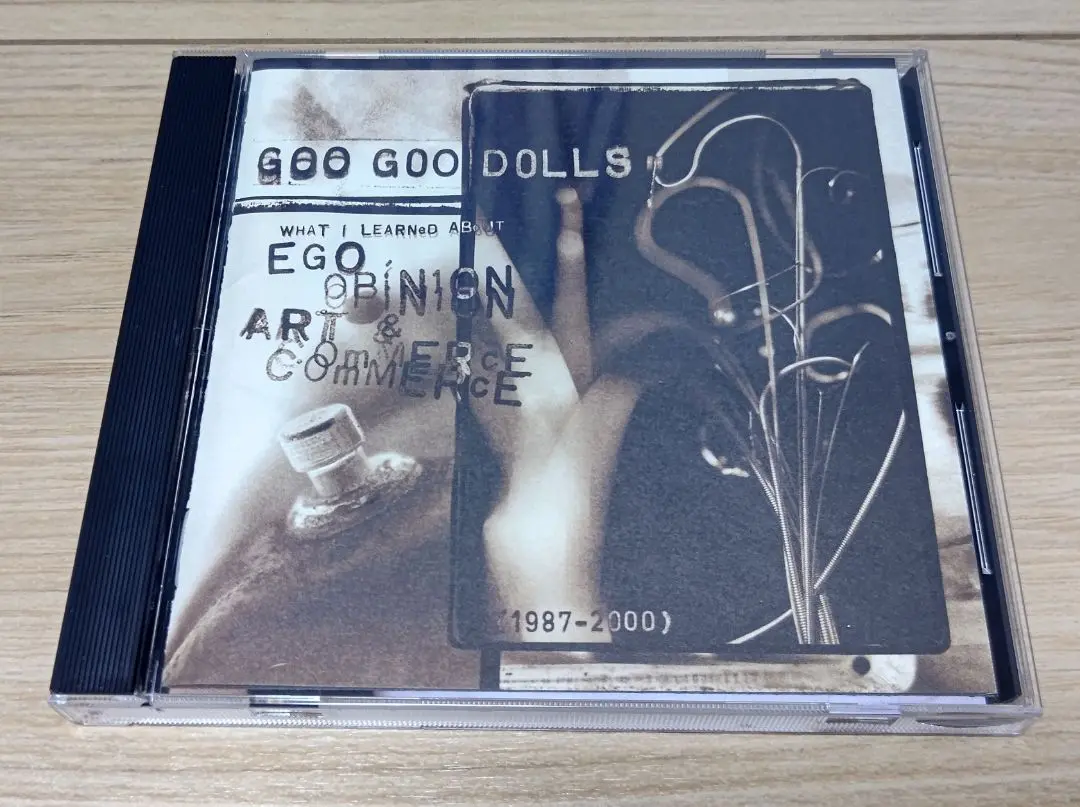 GOO GOO DOLLS
WHAT I LEARNeD ABoUT
EGO
OPiNiON
ART &
COmMERcE
(1987-2000)